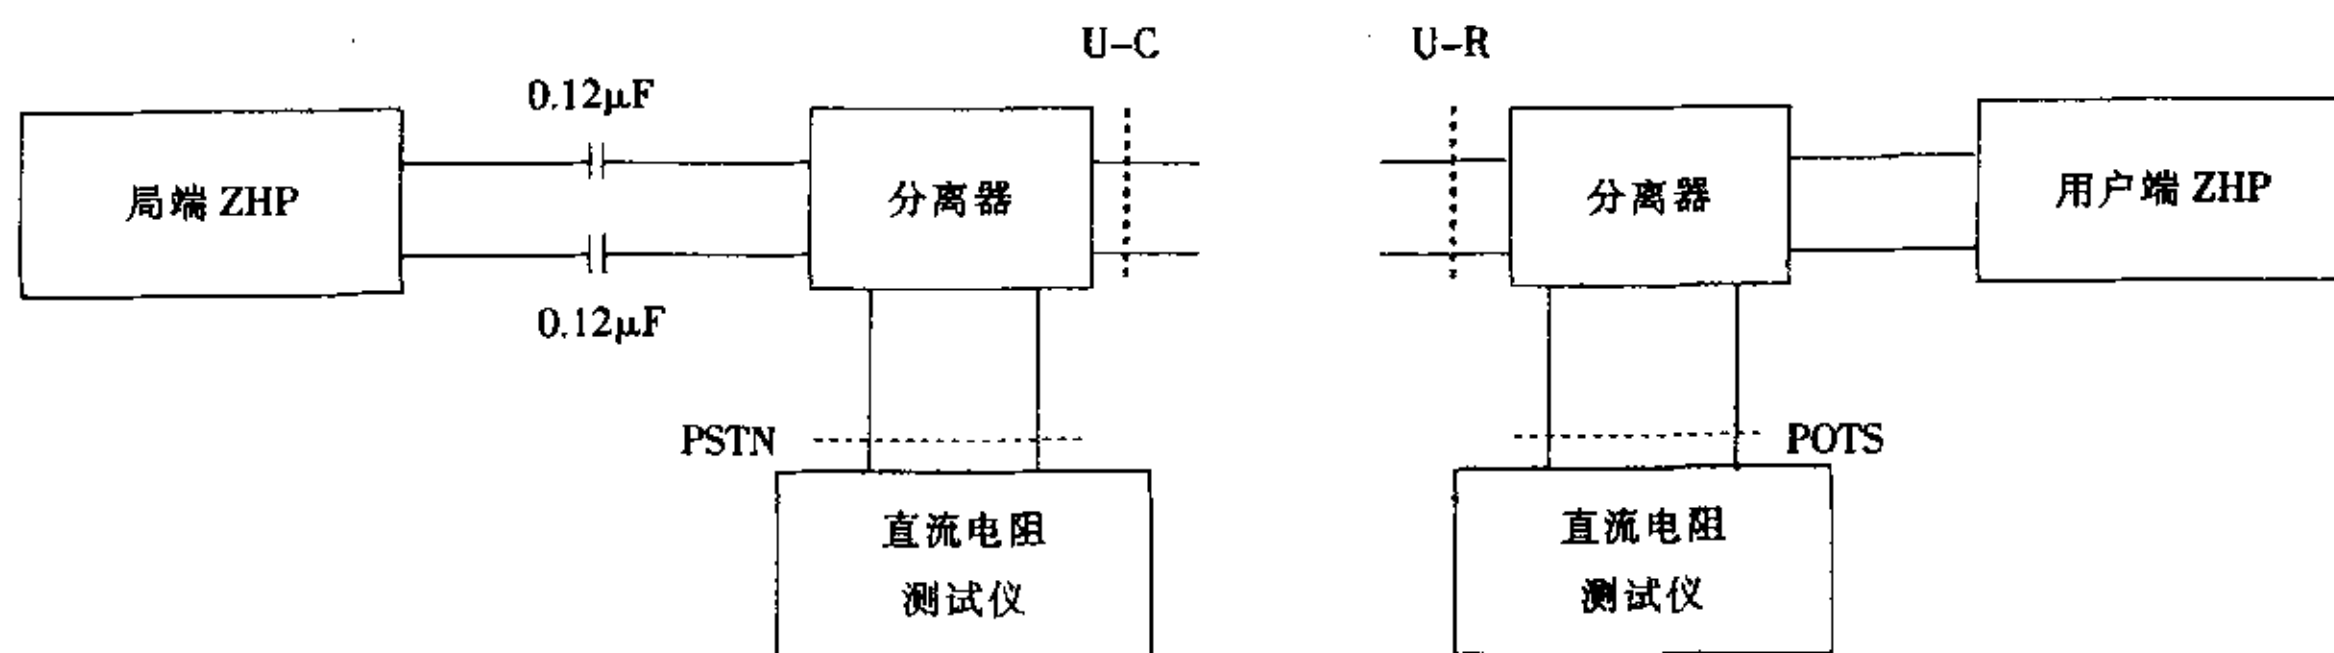 U-C
U-R
0.12μF
局端 ZHP
分离器
分离器
用户端 ZHP
0.12μF
PSTN
POTS
直流电阻
测试仪
直流电阻
测试仪